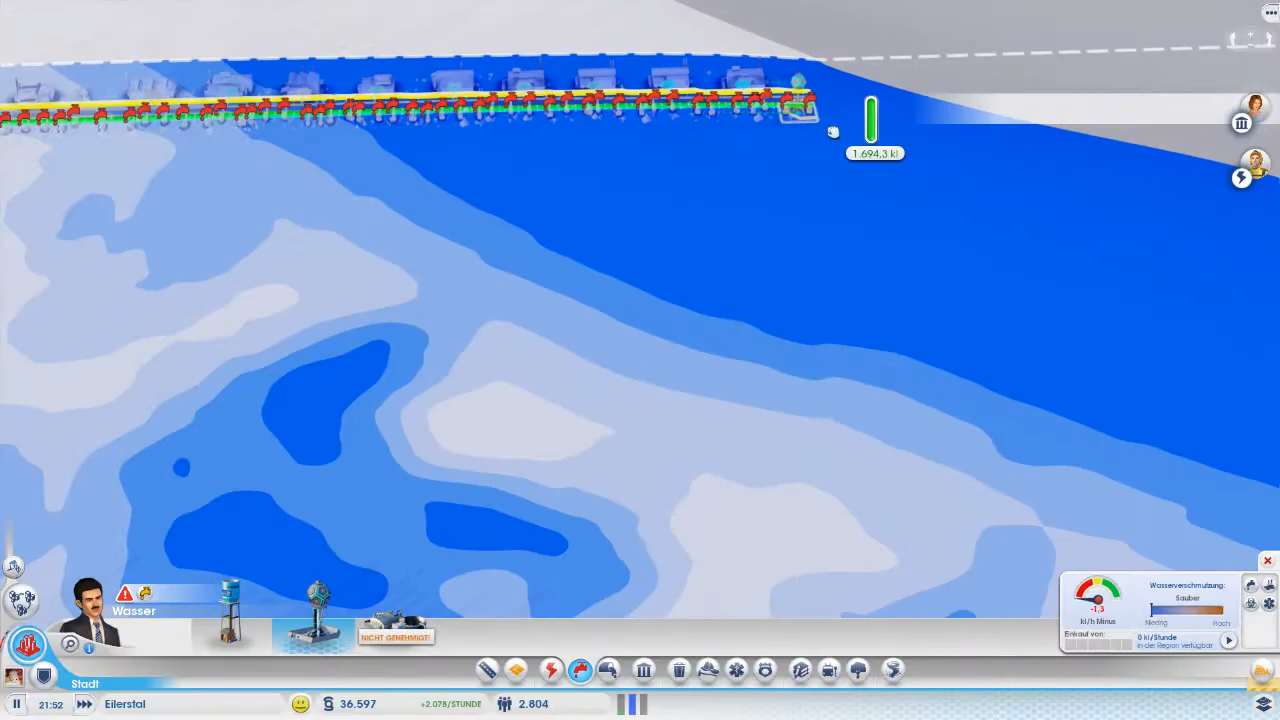 1.694,3 kl
Wasser
NICHT GENEHMIGT!
Wasserverschmutzung:
Sauber
Niedrig
Hoch
-1,3
kl/h Minus
Einkauf von:
0 kl/Stunde
in der Region verfügbar
Stadt
21:52
Eilerstal
36.597
+2.078/STUNDE
2.804